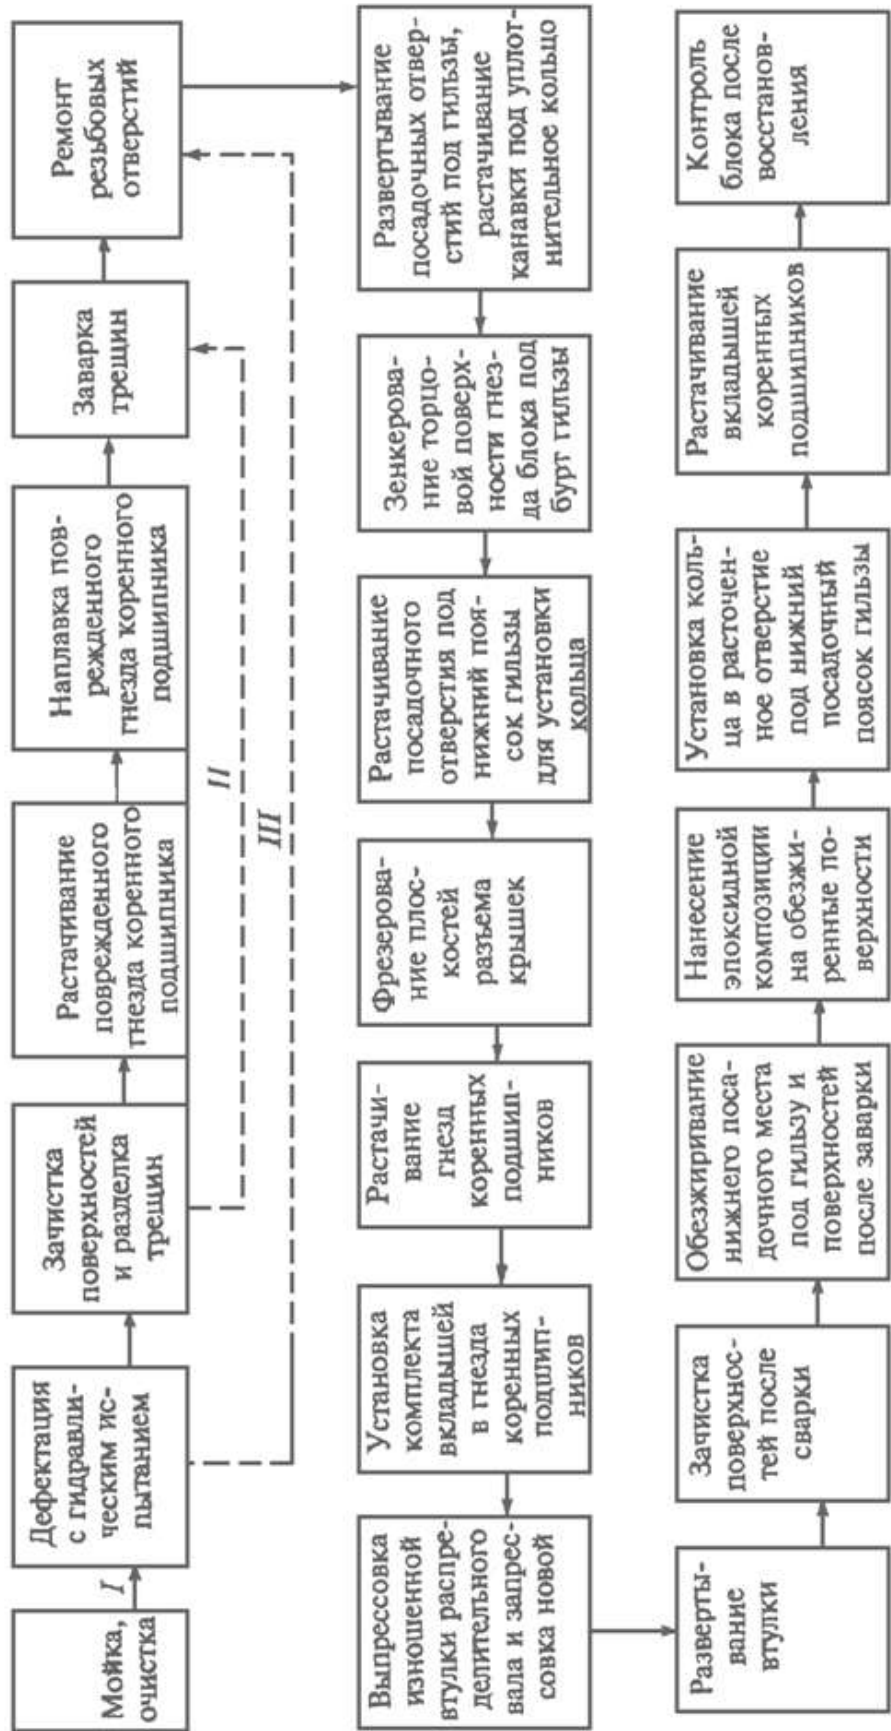 Мойка,
очистка
I
Дефектация
с гидравли-
ческим ис-
пытанием
Зачистка
поверхностей
и разделка
трещин
Растачивание
поврежденного
гнезда коренного
подшипника
Наплавка пов-
режденного
гнезда коренного
подшипника
Заварка
трещин
Ремонт
резьбовых
отверстий
II
III
Развертывание
посадочных отвер-
стий под гильзы,
растачивание
канавки под уплот-
нительное кольцо
Зенкерова-
ние торцо-
вой поверх-
ности гнез-
да блока под
бурт гильзы
Растачивание
посадочного
отверстия под
нижний поя-
сок гильзы
для установки
кольца
Фрезерова-
ние плос-
костей
разъема
крышек
Растачи-
вание
гнезд
коренных
подшип-
ников
Установка
комплекта
вкладышей
в гнезда
коренных
подшип-
ников
Выпрессовка
изношенной
втулки распре-
делительного
вала и запрес-
совка новой
Разверты-
вание
втулки
Зачистка
поверхнос-
тей после
сварки
Обезжиривание
нижнего поса-
дочного места
под гильзу и
поверхностей
после заварки
Нанесение
эпоксидной
композиции
на обезжи-
ренные по-
верхности
Установка коль-
ца в расточен-
ное отверстие
под нижний
посадочный
поясок гильзы
Растачивание
вкладышей
коренных
подшипников
Контроль
блока после
восстанов-
ления